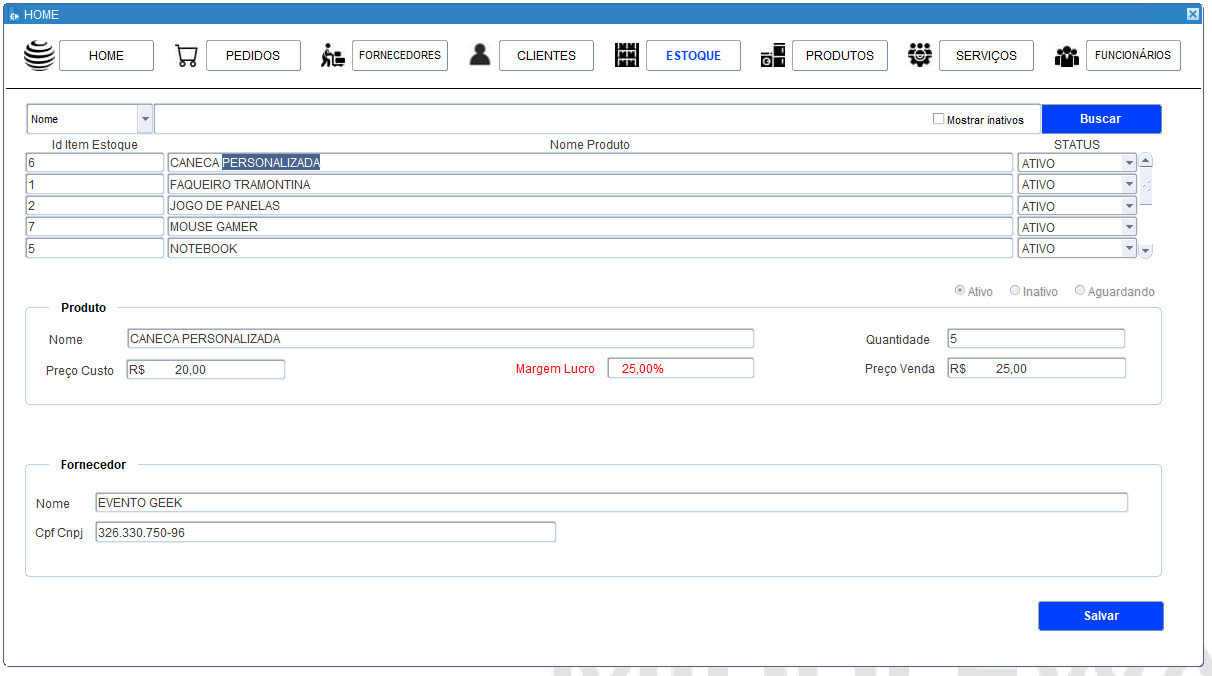 HOME
HOME PEDIDOS FORNECEDORES CLIENTES ESTOQUE PRODUTOS SERVIÇOS FUNCIONÁRIOS
Nome Mostrar inativos Buscar
Id Item Estoque Nome Produto STATUS
6 CANECA PERSONALIZADA ATIVO
1 FAQUEIRO TRAMONTINA ATIVO
2 JOGO DE PANELAS ATIVO
7 MOUSE GAMER ATIVO
5 NOTEBOOK ATIVO
Ativo Inativo Aguardando
Produto
Nome CANECA PERSONALIZADA Quantidade 5
Preço Custo R$ 20,00 Margem Lucro 25,00% Preço Venda R$ 25,00
Fornecedor
Nome EVENTO GEEK
Cpf Cnpj 326.330.750-96
Salvar